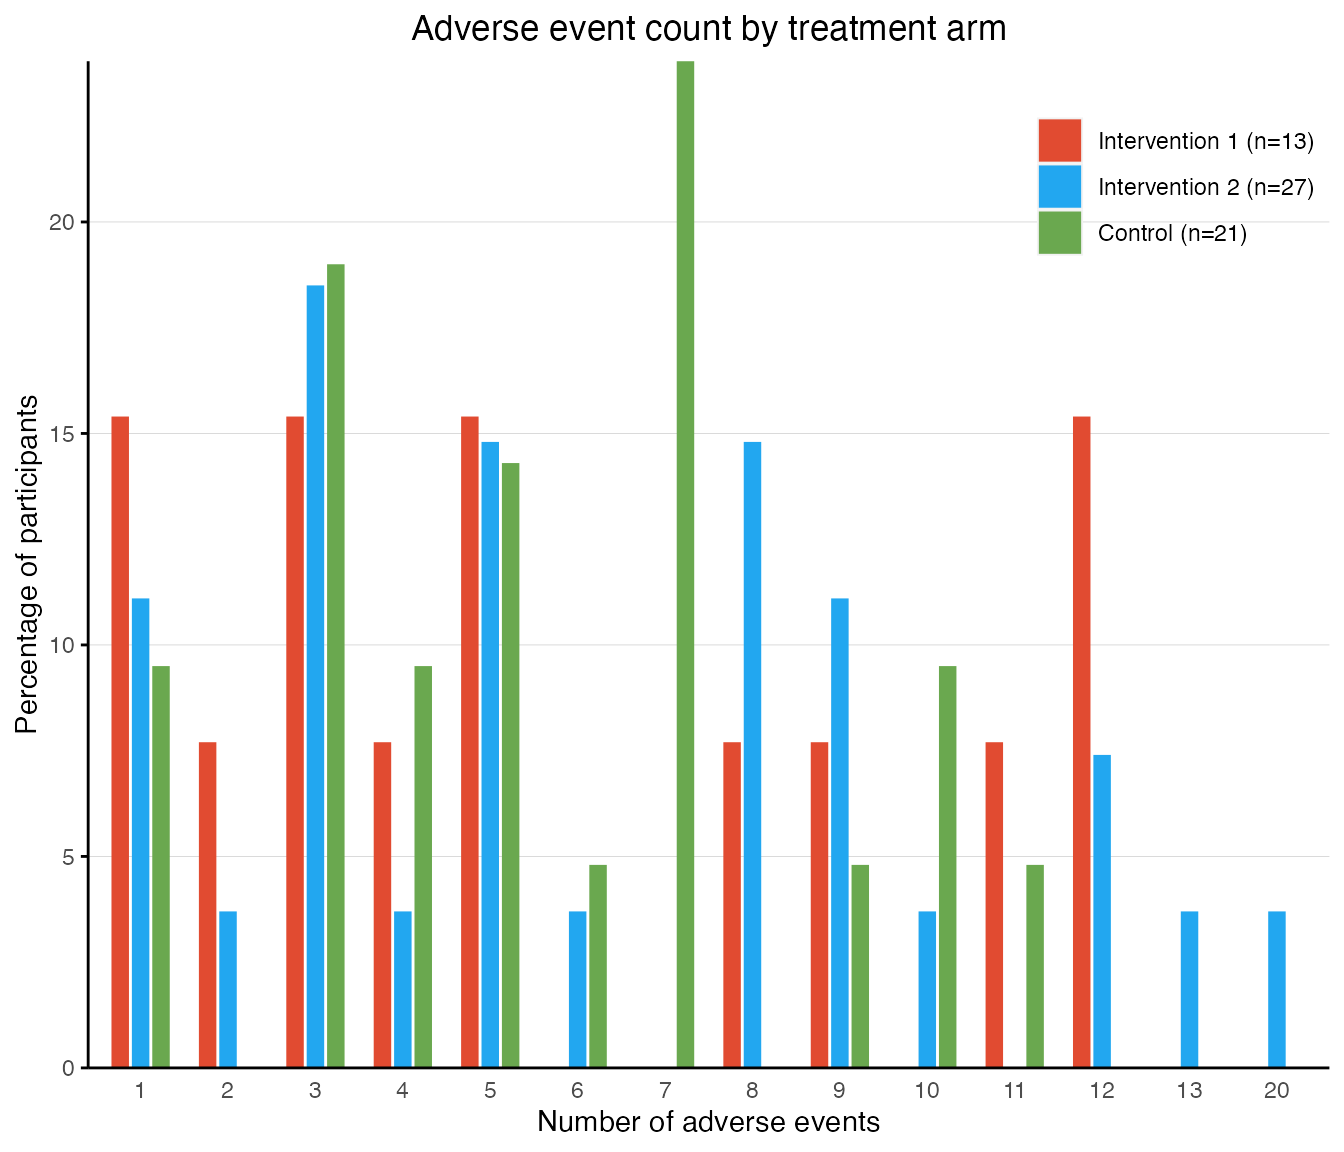 Adverse event count by treatment arm
Intervention 1 (n=13)
Intervention 2 (n=27)
Control (n=21)
Percentage of participants
20
15
10
5
0
1 2 3 4 5 6 7 8 9 10 11 12 13 20
Number of adverse events